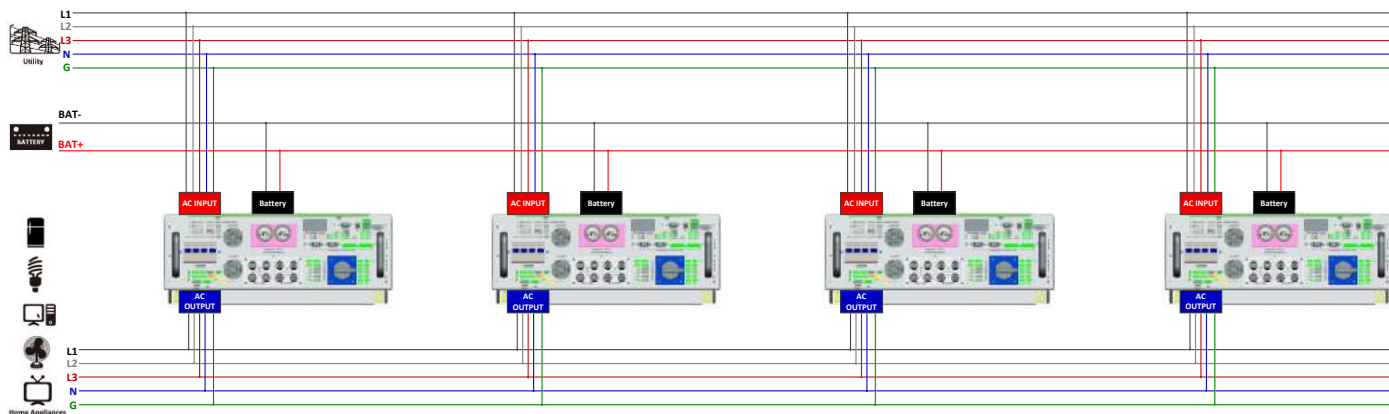 L1
L2
L3
N
G
Utility
BAT-
BATTERY
BAT+
AC INPUT
Battery
AC INPUT
Battery
AC INPUT
Battery
AC INPUT
Battery
AC
OUTPUT
AC
OUTPUT
AC
OUTPUT
AC
OUTPUT
L1
L2
L3
N
G
Home Appliances